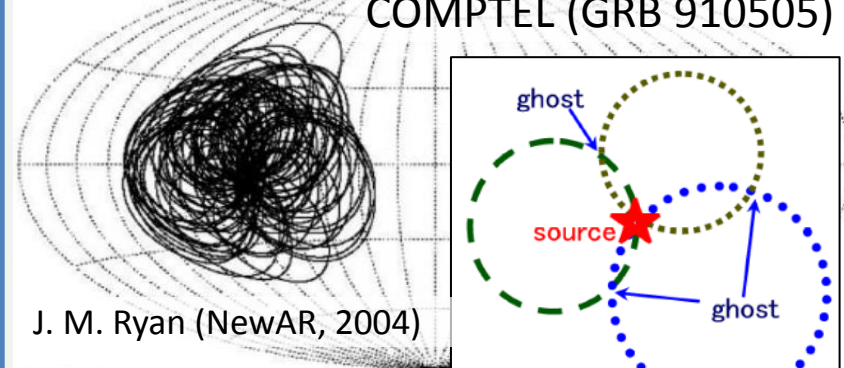 COMPTEL (GRB 910505)
ghost
source
ghost
J. M. Ryan (NewAR, 2004)